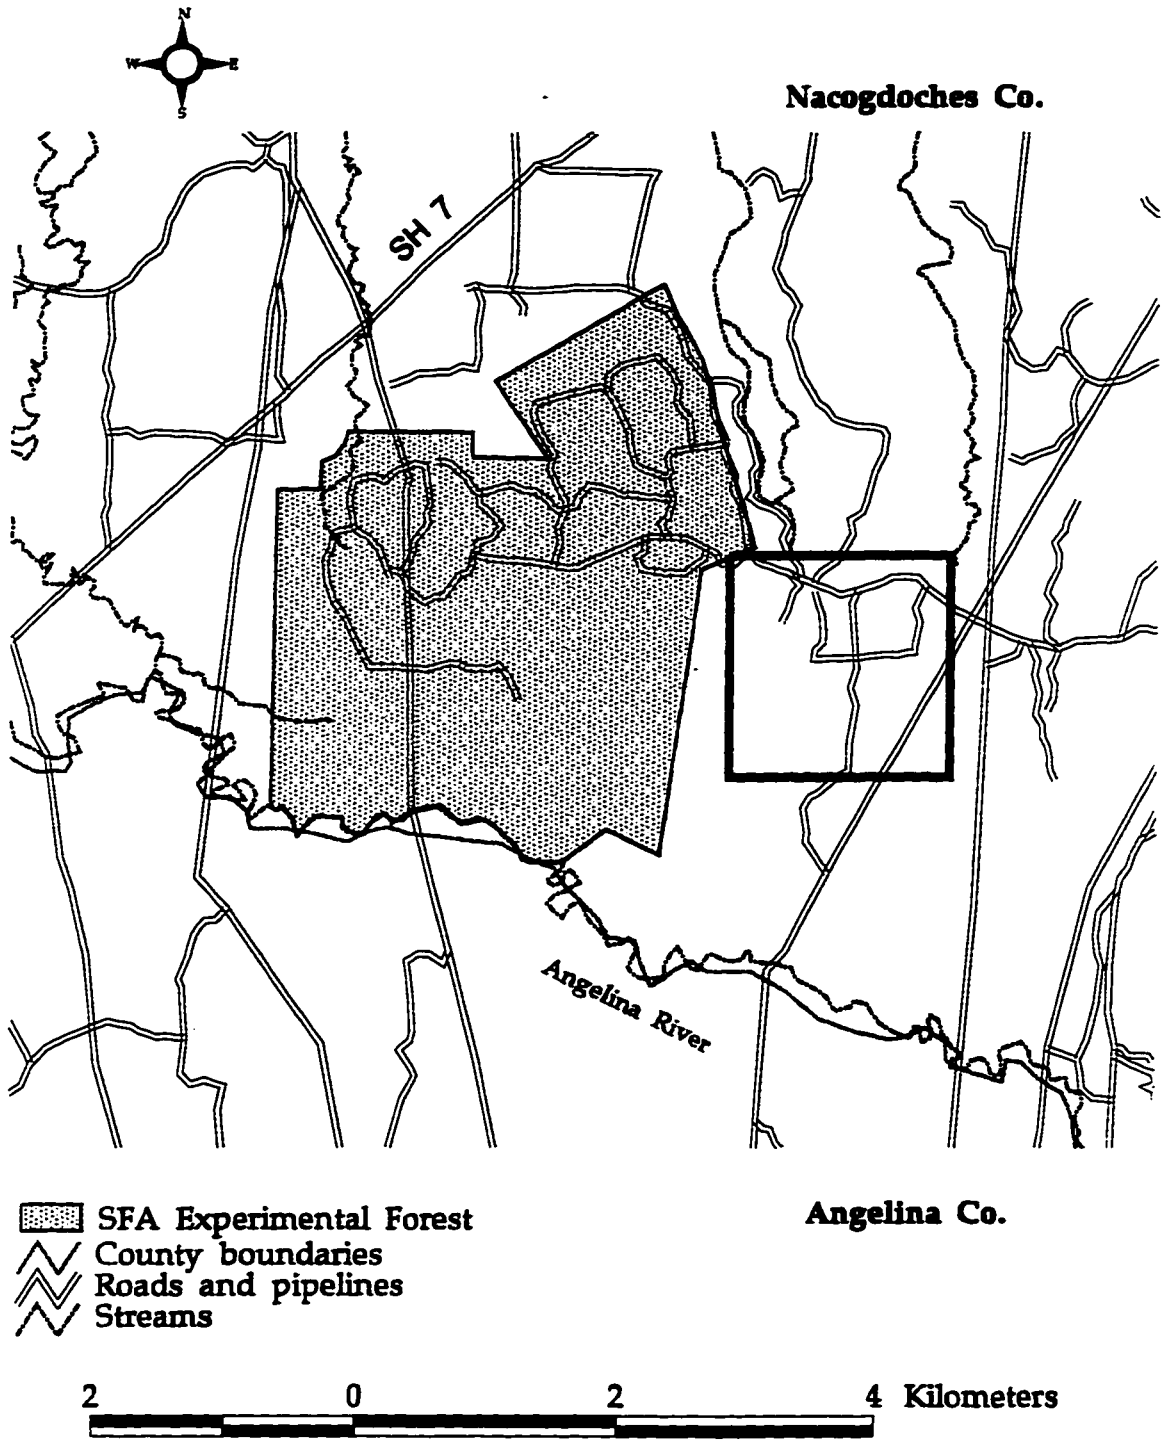 N
W E
S
Nacogdoches Co.
SH 7
Angelina River
SFA Experimental Forest
Angelina Co.
County boundaries
Roads and pipelines
Streams
2 0 2 4 Kilometers